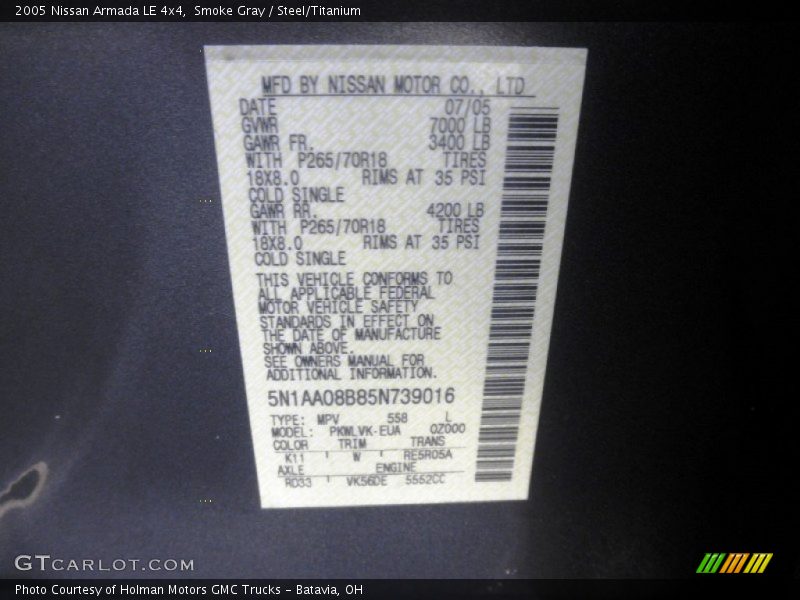 2005 Nissan Armada LE 4x4,  Smoke Gray / Steel/Titanium
MFD BY NISSAN MOTOR CO., LTD
DATE 07/05
GVWR 7000 LB
GAWR FR. 3400 LB
WITH P265/70R18 TIRES
18X8.0 RIMS AT 35 PSI
COLD SINGLE
GAWR RR. 4200 LB
WITH P265/70R18 TIRES
18X8.0 RIMS AT 35 PSI
COLD SINGLE
THIS VEHICLE CONFORMS TO
ALL APPLICABLE FEDERAL
MOTOR VEHICLE SAFETY
STANDARDS IN EFFECT ON
THE DATE OF MANUFACTURE
SHOWN ABOVE.
SEE OWNERS MANUAL FOR
ADDITIONAL INFORMATION.
5N1AA08B85N739016
TYPE: MPV 558 L
MODEL: PKWLVK-EUA 0Z000
COLOR TRIM TRANS
K11 W RE5R05A
AXLE ENGINE
RD33 VK56DE 5552CC
GTCARLOT.COM
Photo Courtesy of Holman Motors GMC Trucks - Batavia, OH